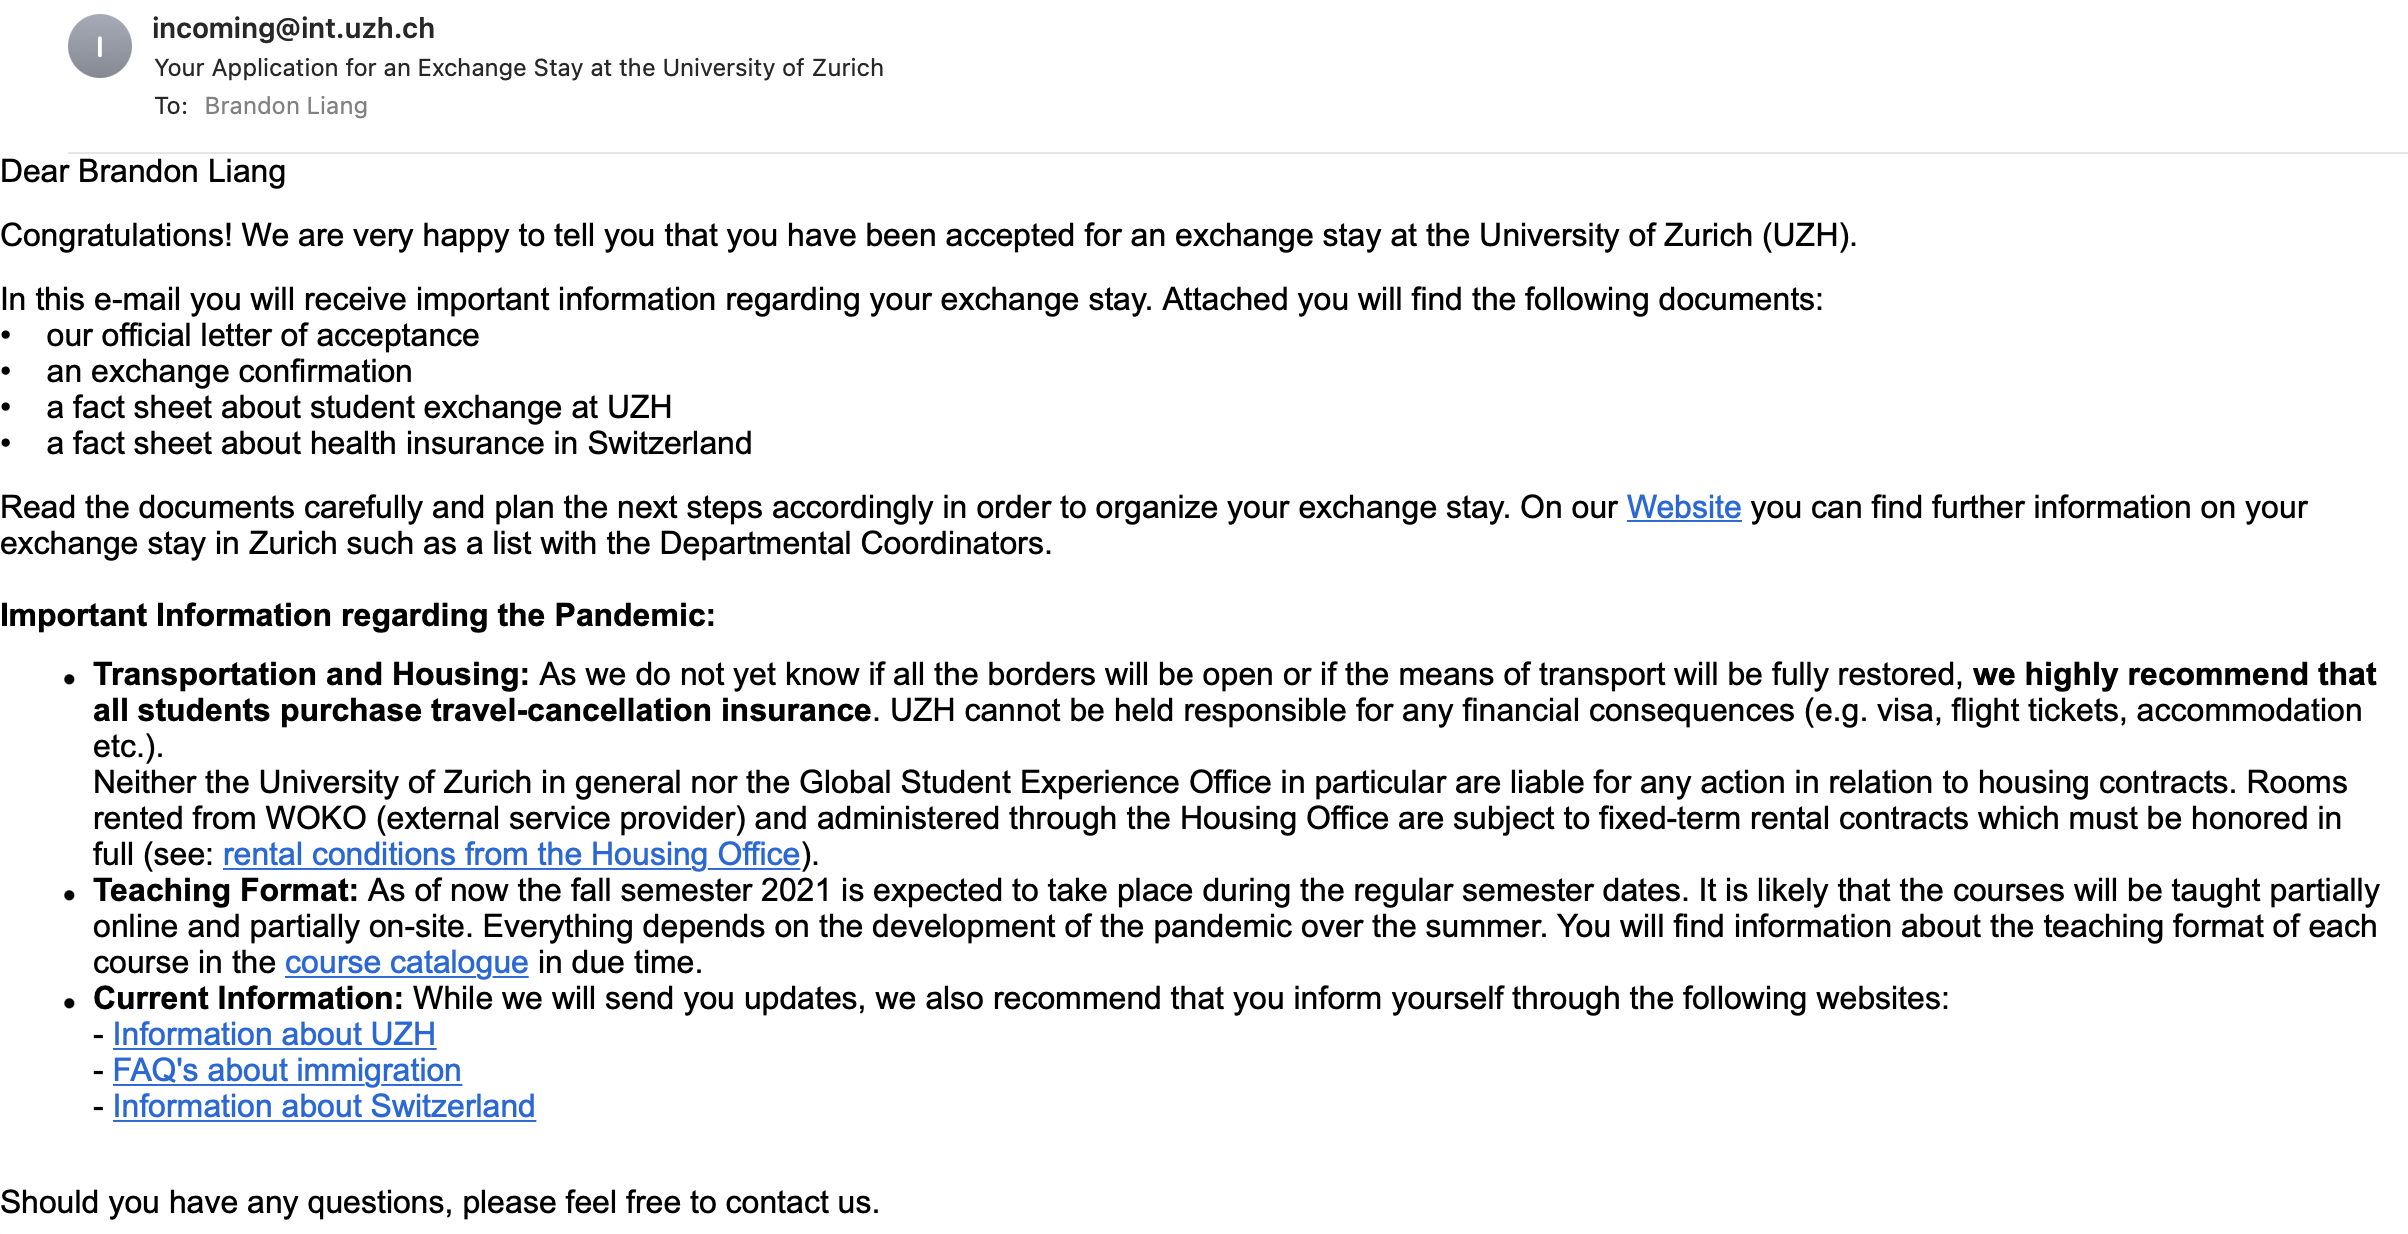 I
incoming@int.uzh.ch
Your Application for an Exchange Stay at the University of Zurich
To: Brandon Liang
Dear Brandon Liang
Congratulations! We are very happy to tell you that you have been accepted for an exchange stay at the University of Zurich (UZH).
In this e-mail you will receive important information regarding your exchange stay. Attached you will find the following documents:
• our official letter of acceptance
• an exchange confirmation
• a fact sheet about student exchange at UZH
• a fact sheet about health insurance in Switzerland
Read the documents carefully and plan the next steps accordingly in order to organize your exchange stay. On our Website you can find further information on your
exchange stay in Zurich such as a list with the Departmental Coordinators.
Important Information regarding the Pandemic:
• Transportation and Housing: As we do not yet know if all the borders will be open or if the means of transport will be fully restored, we highly recommend that
all students purchase travel-cancellation insurance. UZH cannot be held responsible for any financial consequences (e.g. visa, flight tickets, accommodation
etc.).
Neither the University of Zurich in general nor the Global Student Experience Office in particular are liable for any action in relation to housing contracts. Rooms
rented from WOKO (external service provider) and administered through the Housing Office are subject to fixed-term rental contracts which must be honored in
full (see: rental conditions from the Housing Office).
• Teaching Format: As of now the fall semester 2021 is expected to take place during the regular semester dates. It is likely that the courses will be taught partially
online and partially on-site. Everything depends on the development of the pandemic over the summer. You will find information about the teaching format of each
course in the course catalogue in due time.
• Current Information: While we will send you updates, we also recommend that you inform yourself through the following websites:
- Information about UZH
- FAQ's about immigration
- Information about Switzerland
Should you have any questions, please feel free to contact us.